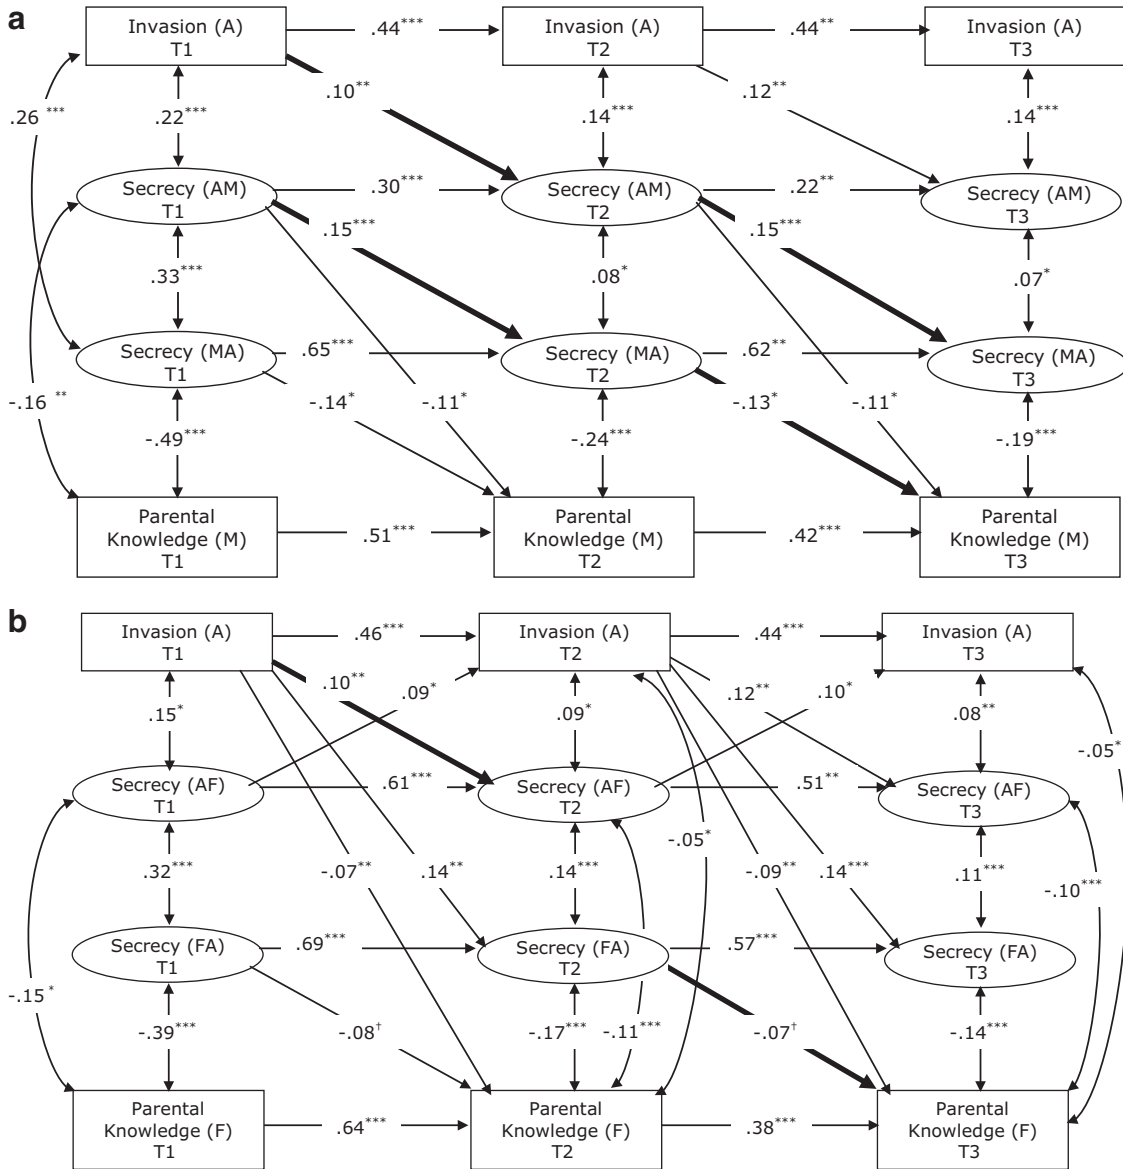 a
Invasion (A)
T1
.44***
Invasion (A)
T2
.44**
Invasion (A)
T3
.26 ***
.22***
.10**
.14***
.12**
.14***
Secrecy (AM)
T1
.30***
Secrecy (AM)
T2
.22**
Secrecy (AM)
T3
.15***
.15***
.33***
.08*
.07*
Secrecy (MA)
T1
.65***
Secrecy (MA)
T2
.62**
Secrecy (MA)
T3
-.16 **
-.14*
-.11*
-.13*
-.11*
-.49***
-.24***
-.19***
Parental
Knowledge (M)
T1
.51***
Parental
Knowledge (M)
T2
.42***
Parental
Knowledge (M)
T3
b
Invasion (A)
T1
.46***
Invasion (A)
T2
.44***
Invasion (A)
T3
.15*
.10**
.09*
.09*
.12**
.10*
.08**
-.05*
Secrecy (AF)
T1
.61***
Secrecy (AF)
T2
.51**
Secrecy (AF)
T3
-.05*
.32***
-.07**
.14**
.14***
-.09**
.14***
.11***
-.10***
Secrecy (FA)
T1
.69***
Secrecy (FA)
T2
.57***
Secrecy (FA)
T3
-.15*
-.39***
-.08†
-.17***
-.11***
-.07†
-.14***
Parental
Knowledge (F)
T1
.64***
Parental
Knowledge (F)
T2
.38***
Parental
Knowledge (F)
T3